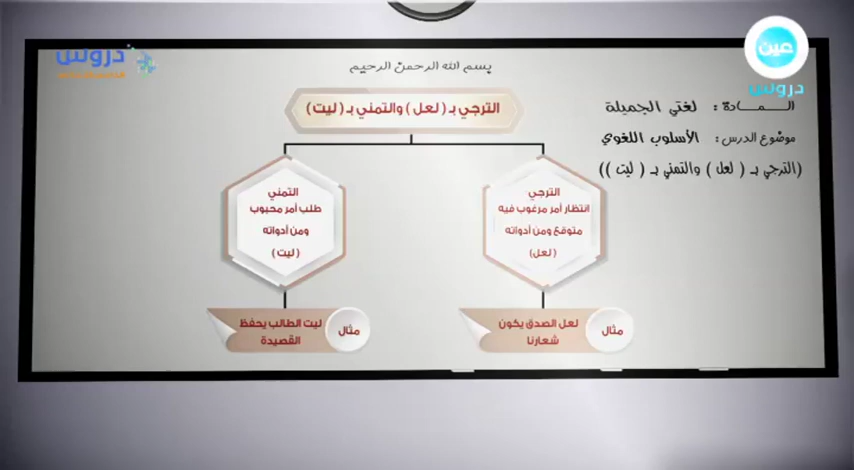 دروس
عين
دروس
بسم الله الرحمن الرحيم
المـــادة : لغتي الجميلة
موضوع الدرس : الأسلوب اللغوي
(الترجي بـ ( لعل ) والتمني بـ ( ليت ))
الترجي بـ ( لعل ) والتمني بـ ( ليت )
الترجي
انتظار أمر مرغوب فيه
متوقع ومن أدواته
(لعل)
مثال
لعل الصدق يكون
شعارنا
التمني
طلب أمر محبوب
ومن أدواته
(ليت)
مثال
ليت الطالب يحفظ
القصيدة